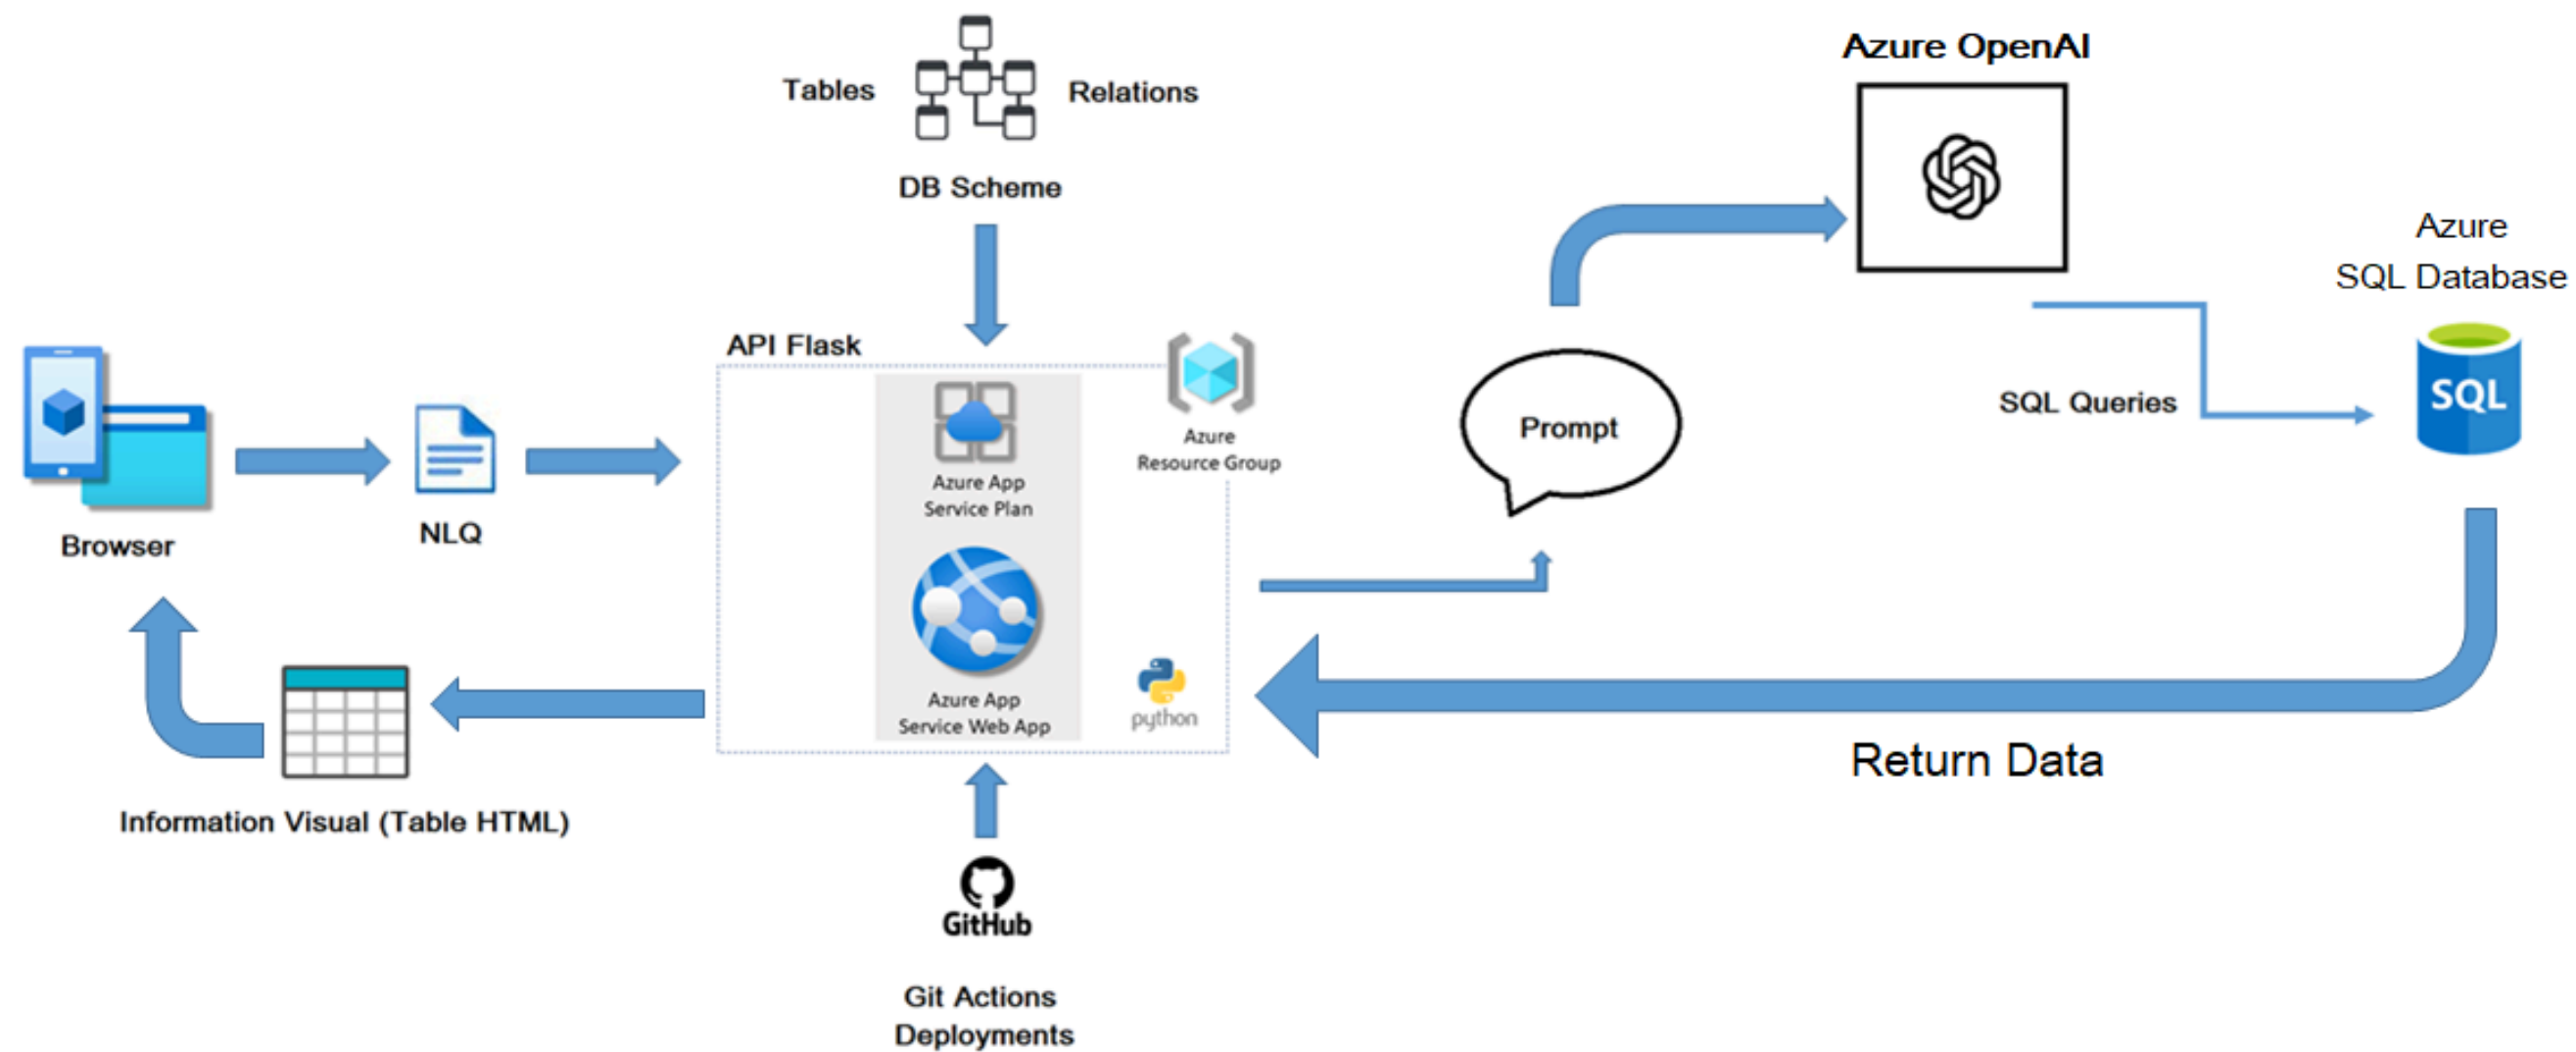 Azure OpenAI
Tables
Relations
DB Scheme
Azure
SQL Database
API Flask
SQL
SQL Queries
Prompt
Azure
Resource Group
Azure App
Service Plan
Browser
NLQ
Azure App
Service Web App
python
Return Data
Information Visual (Table HTML)
GitHub
Git Actions
Deployments